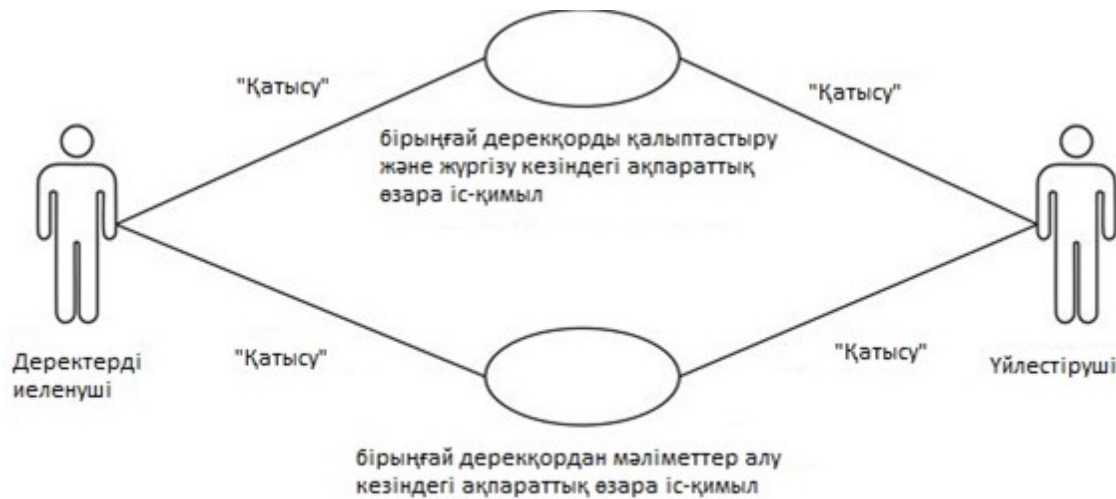 "Қатысу"
"Қатысу"
бірыңғай дерекқорды қалыптастыру
және жүргізу кезіндегі ақпараттық
өзара іс-қимыл
Деректерді
иеленуші
"Қатысу"
"Қатысу"
Үйлестіруші
бірыңғай дерекқордан мәліметтер алу
кезіндегі ақпараттық өзара іс-қимыл